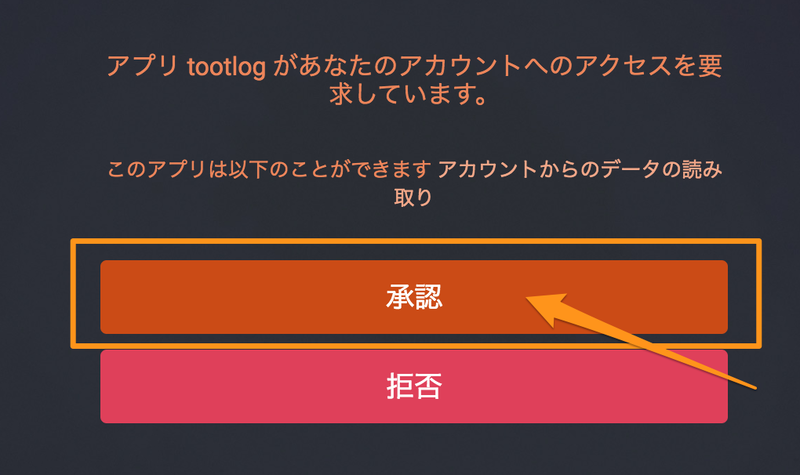 アプリ tootlog があなたのアカウントへのアクセスを要
求しています。
このアプリは以下のことができます アカウントからのデータの読み
取り
承認
拒否